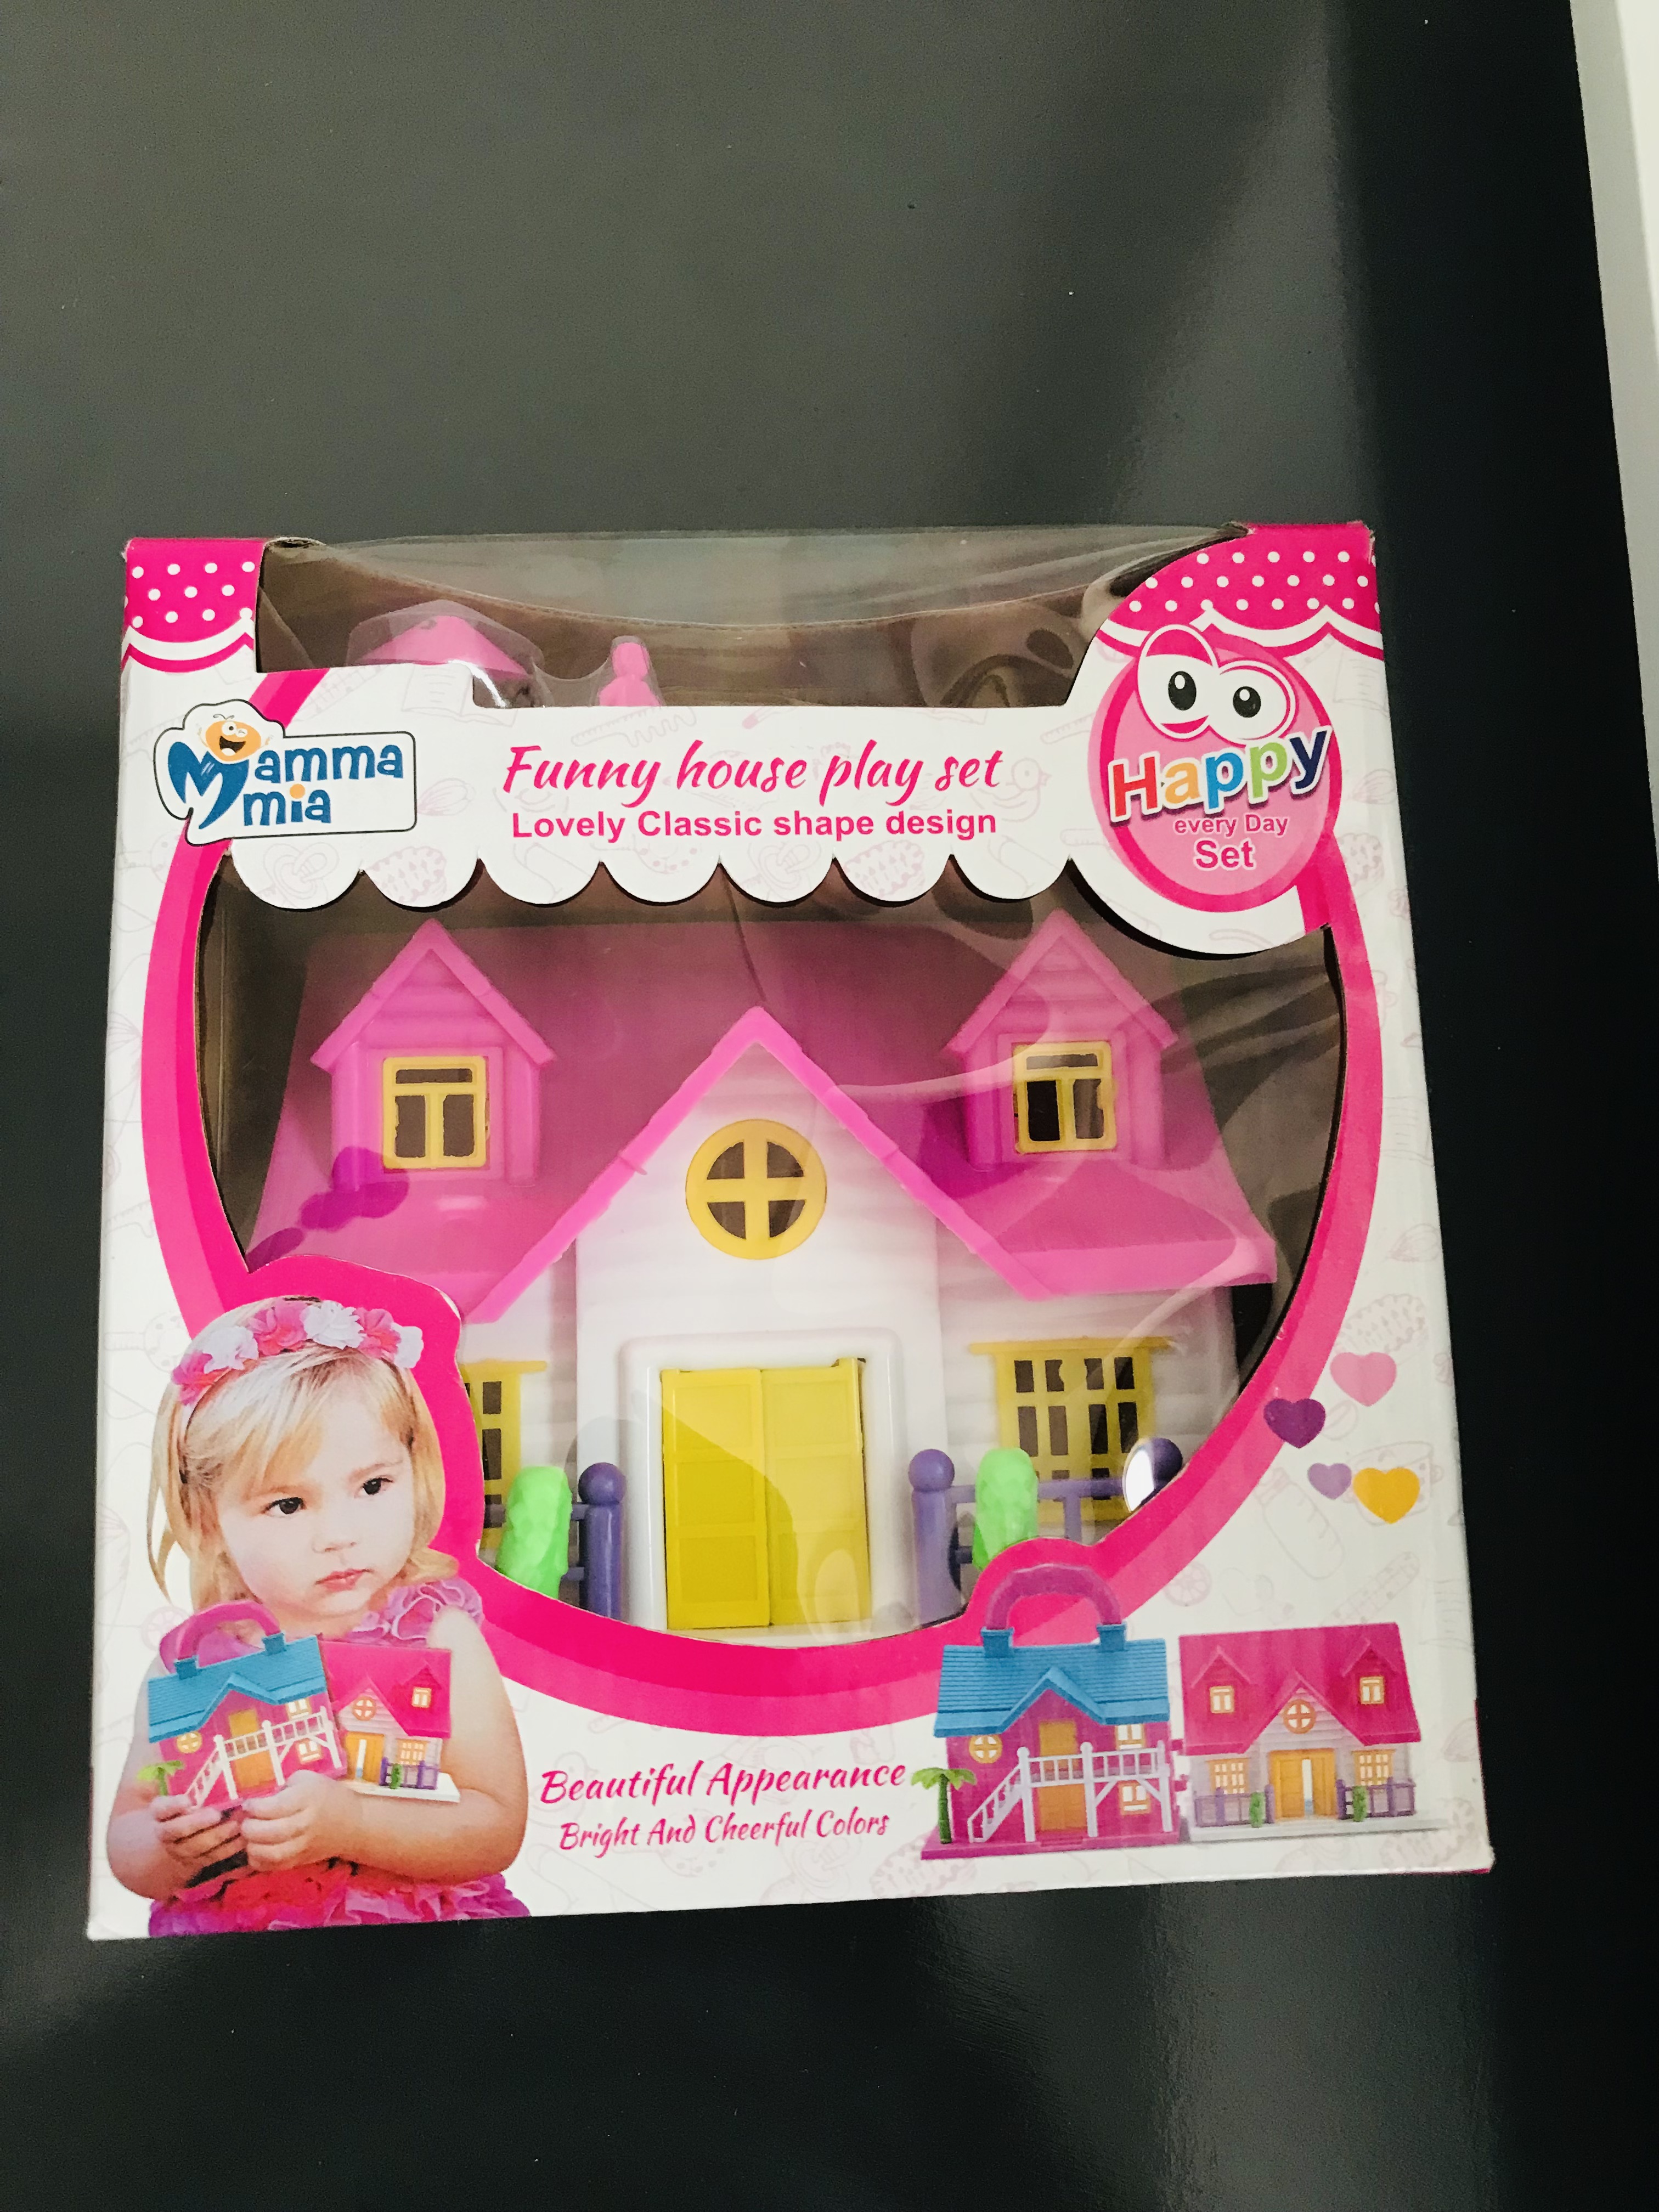 Mamma
mia
Funny house play set
Lovely Classic shape design
Happy
every Day
Set
Beautiful Appearance
Bright And Cheerful Colors